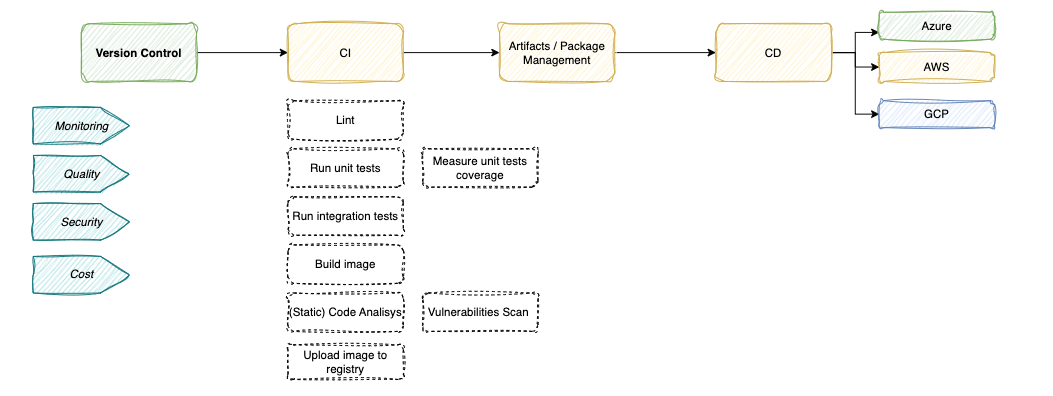 Version Control
CI
Artifacts / Package
Management
CD
Azure
AWS
GCP
Monitoring
Quality
Security
Cost
Lint
Run unit tests
Measure unit tests
coverage
Run integration tests
Build image
(Static) Code Analisys
Vulnerabilities Scan
Upload image to
registry